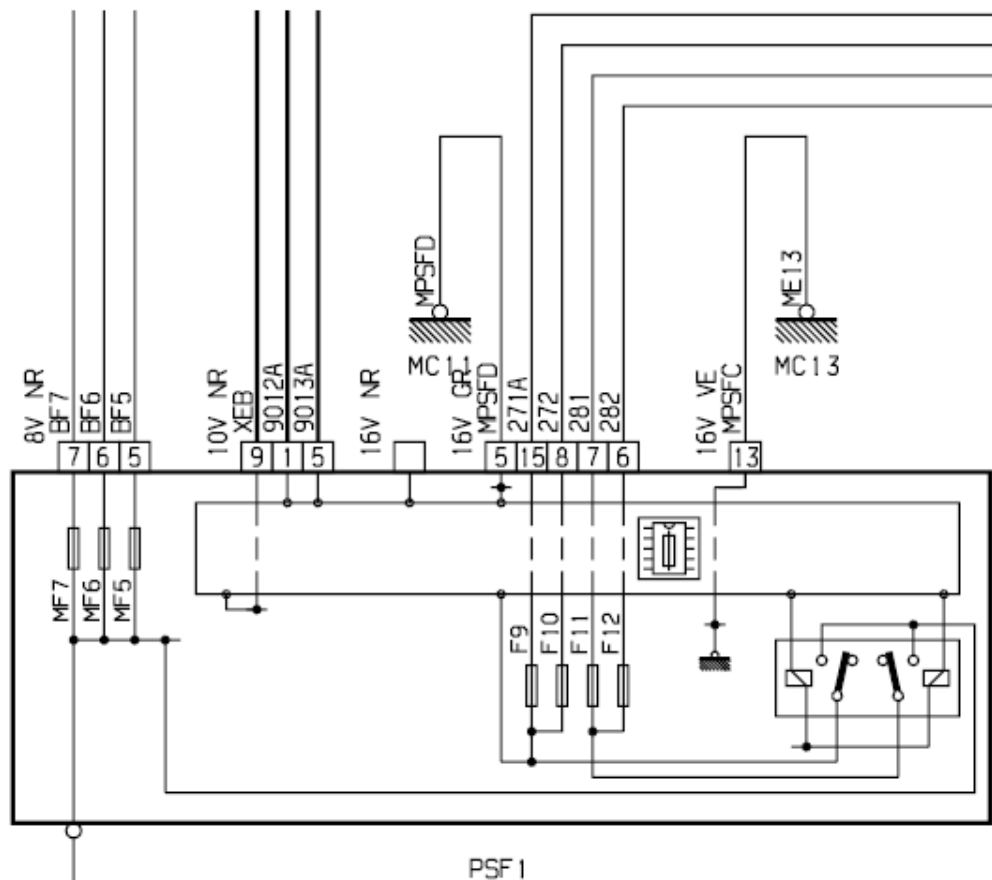 MPSFD
MC11
ME13
MC13
8V NR
BF7
BF6
BF5
10V NR
XEB
9012A
9013A
16V NR
16V GR
MPSFD
271A
272
281
282
16V VE
MPSFC
7 6 5
9 1 5
5 15 8 7 6
13
MF7
MF6
MF5
F9
F10
F11
F12
PSF1